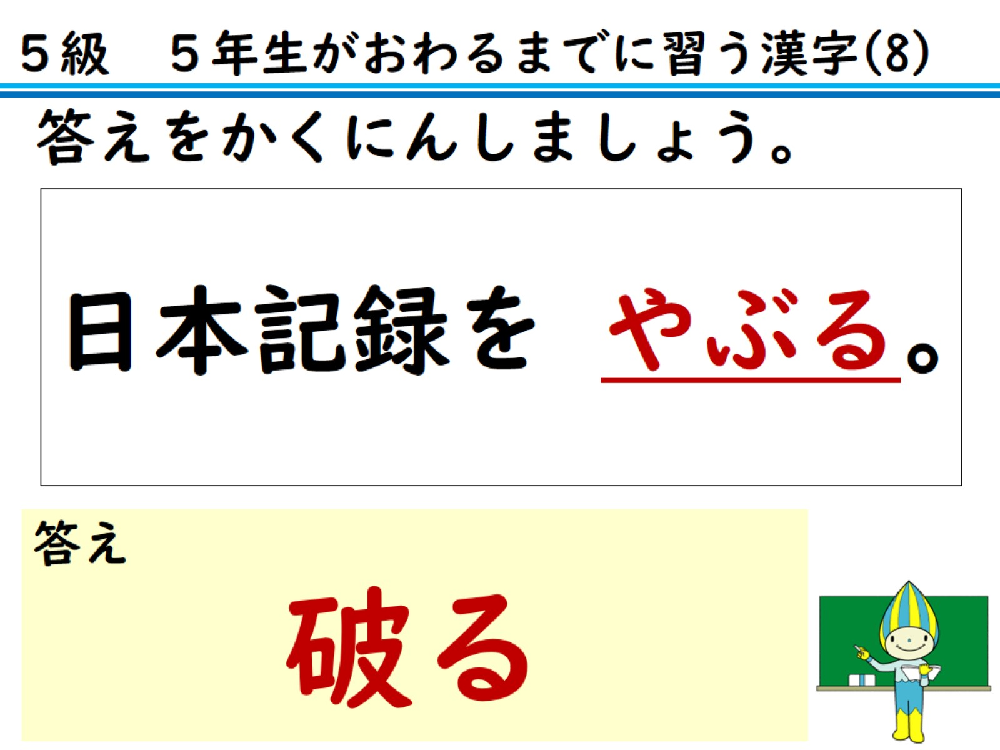 ５級　５年生がおわるまでに習う漢字(8)
答えをかくにんしましょう。
日本記録を　やぶる。
答え
破る